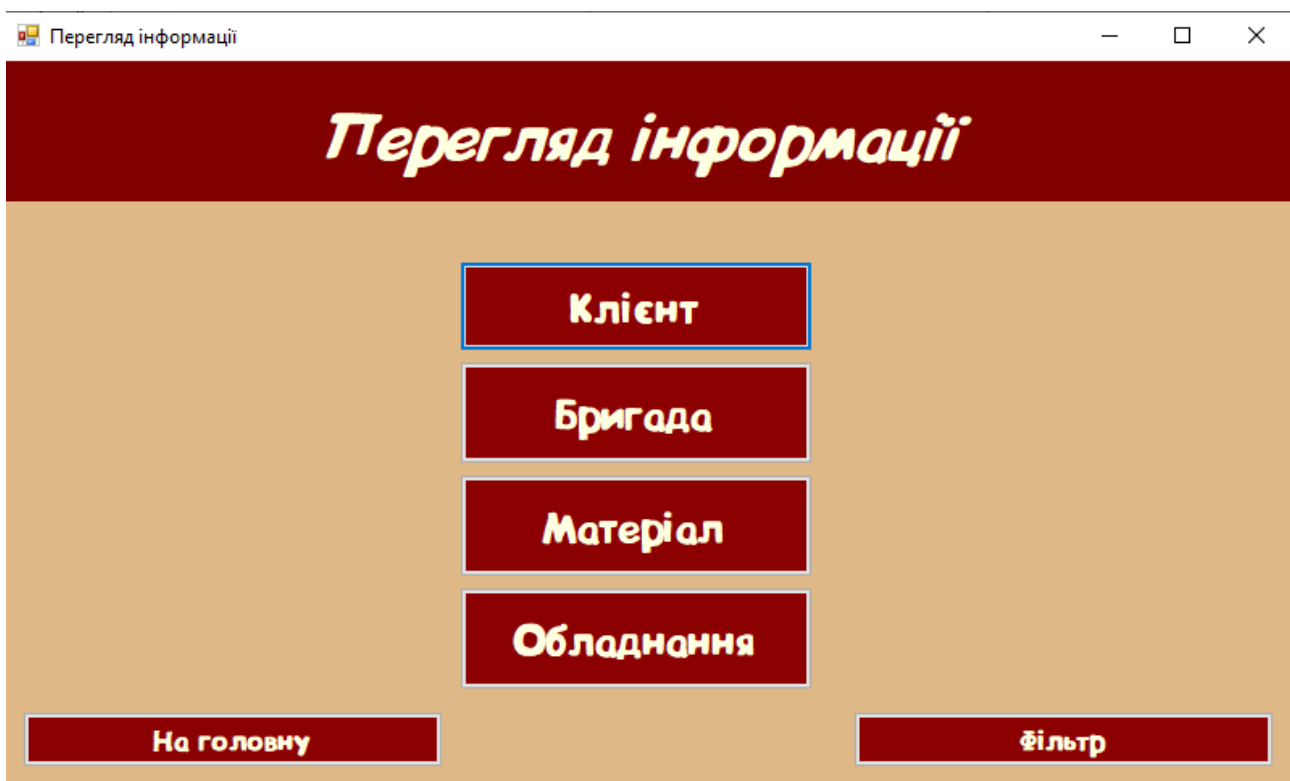 Перегляд інформації
Перегляд інформації
Клієнт
Бригада
Матеріал
Обладнання
На головну
Фільтр